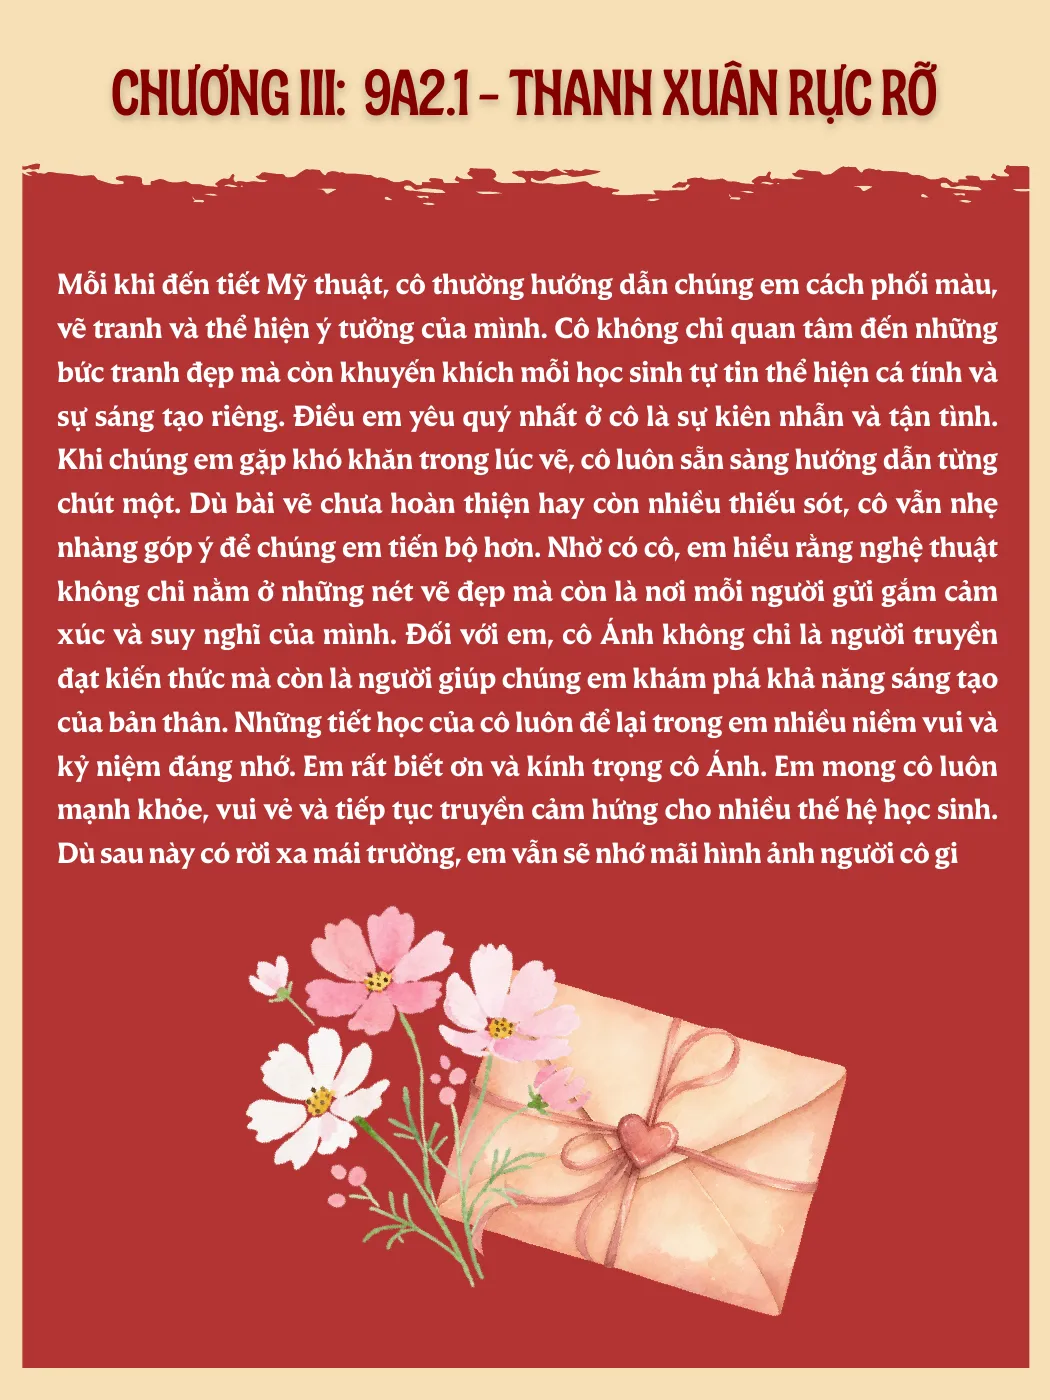 CHƯƠNG III: 9A2.1 – THANH XUÂN RỰC RỠ
Mỗi khi đến tiết Mỹ thuật, cô thường hướng dẫn chúng em cách phối màu,
vẽ tranh và thể hiện ý tưởng của mình. Cô không chỉ quan tâm đến những
bức tranh đẹp mà còn khuyến khích mỗi học sinh tự tin thể hiện cá tính và
sự sáng tạo riêng. Điều em yêu quý nhất ở cô là sự kiên nhẫn và tận tình.
Khi chúng em gặp khó khăn trong lúc vẽ, cô luôn sẵn sàng hướng dẫn từng
chút một. Dù bài vẽ chưa hoàn thiện hay còn nhiều thiếu sót, cô vẫn nhẹ
nhàng góp ý để chúng em tiến bộ hơn. Nhờ có cô, em hiểu rằng nghệ thuật
không chỉ nằm ở những nét vẽ đẹp mà còn là nơi mỗi người gửi gắm cảm
xúc và suy nghĩ của mình. Đối với em, cô Ánh không chỉ là người truyền
đạt kiến thức mà còn là người giúp chúng em khám phá khả năng sáng tạo
của bản thân. Những tiết học của cô luôn để lại trong em nhiều niềm vui và
kỷ niệm đáng nhớ. Em rất biết ơn và kính trọng cô Ánh. Em mong cô luôn
mạnh khỏe, vui vẻ và tiếp tục truyền cảm hứng cho nhiều thế hệ học sinh.
Dù sau này có rời xa mái trường, em vẫn sẽ nhớ mãi hình ảnh người cô gi